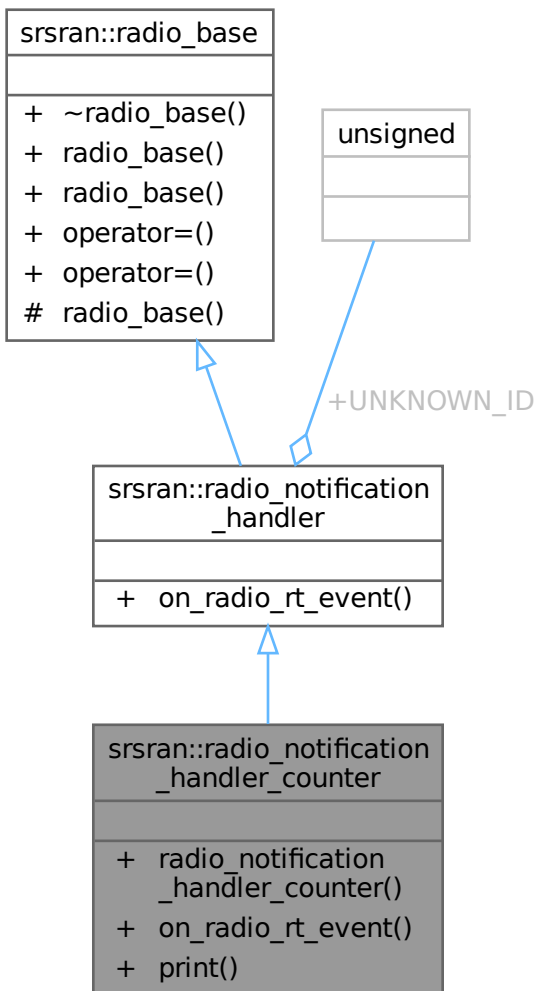 srsran::radio_base
+ ~radio_base()
+ radio_base()
+ radio_base()
+ operator=()
+ operator=()
# radio_base()
unsigned
+UNKNOWN_ID
srsran::radio_notification
_handler
+ on_radio_rt_event()
srsran::radio_notification
_handler_counter
+ radio_notification
_handler_counter()
+ on_radio_rt_event()
+ print()